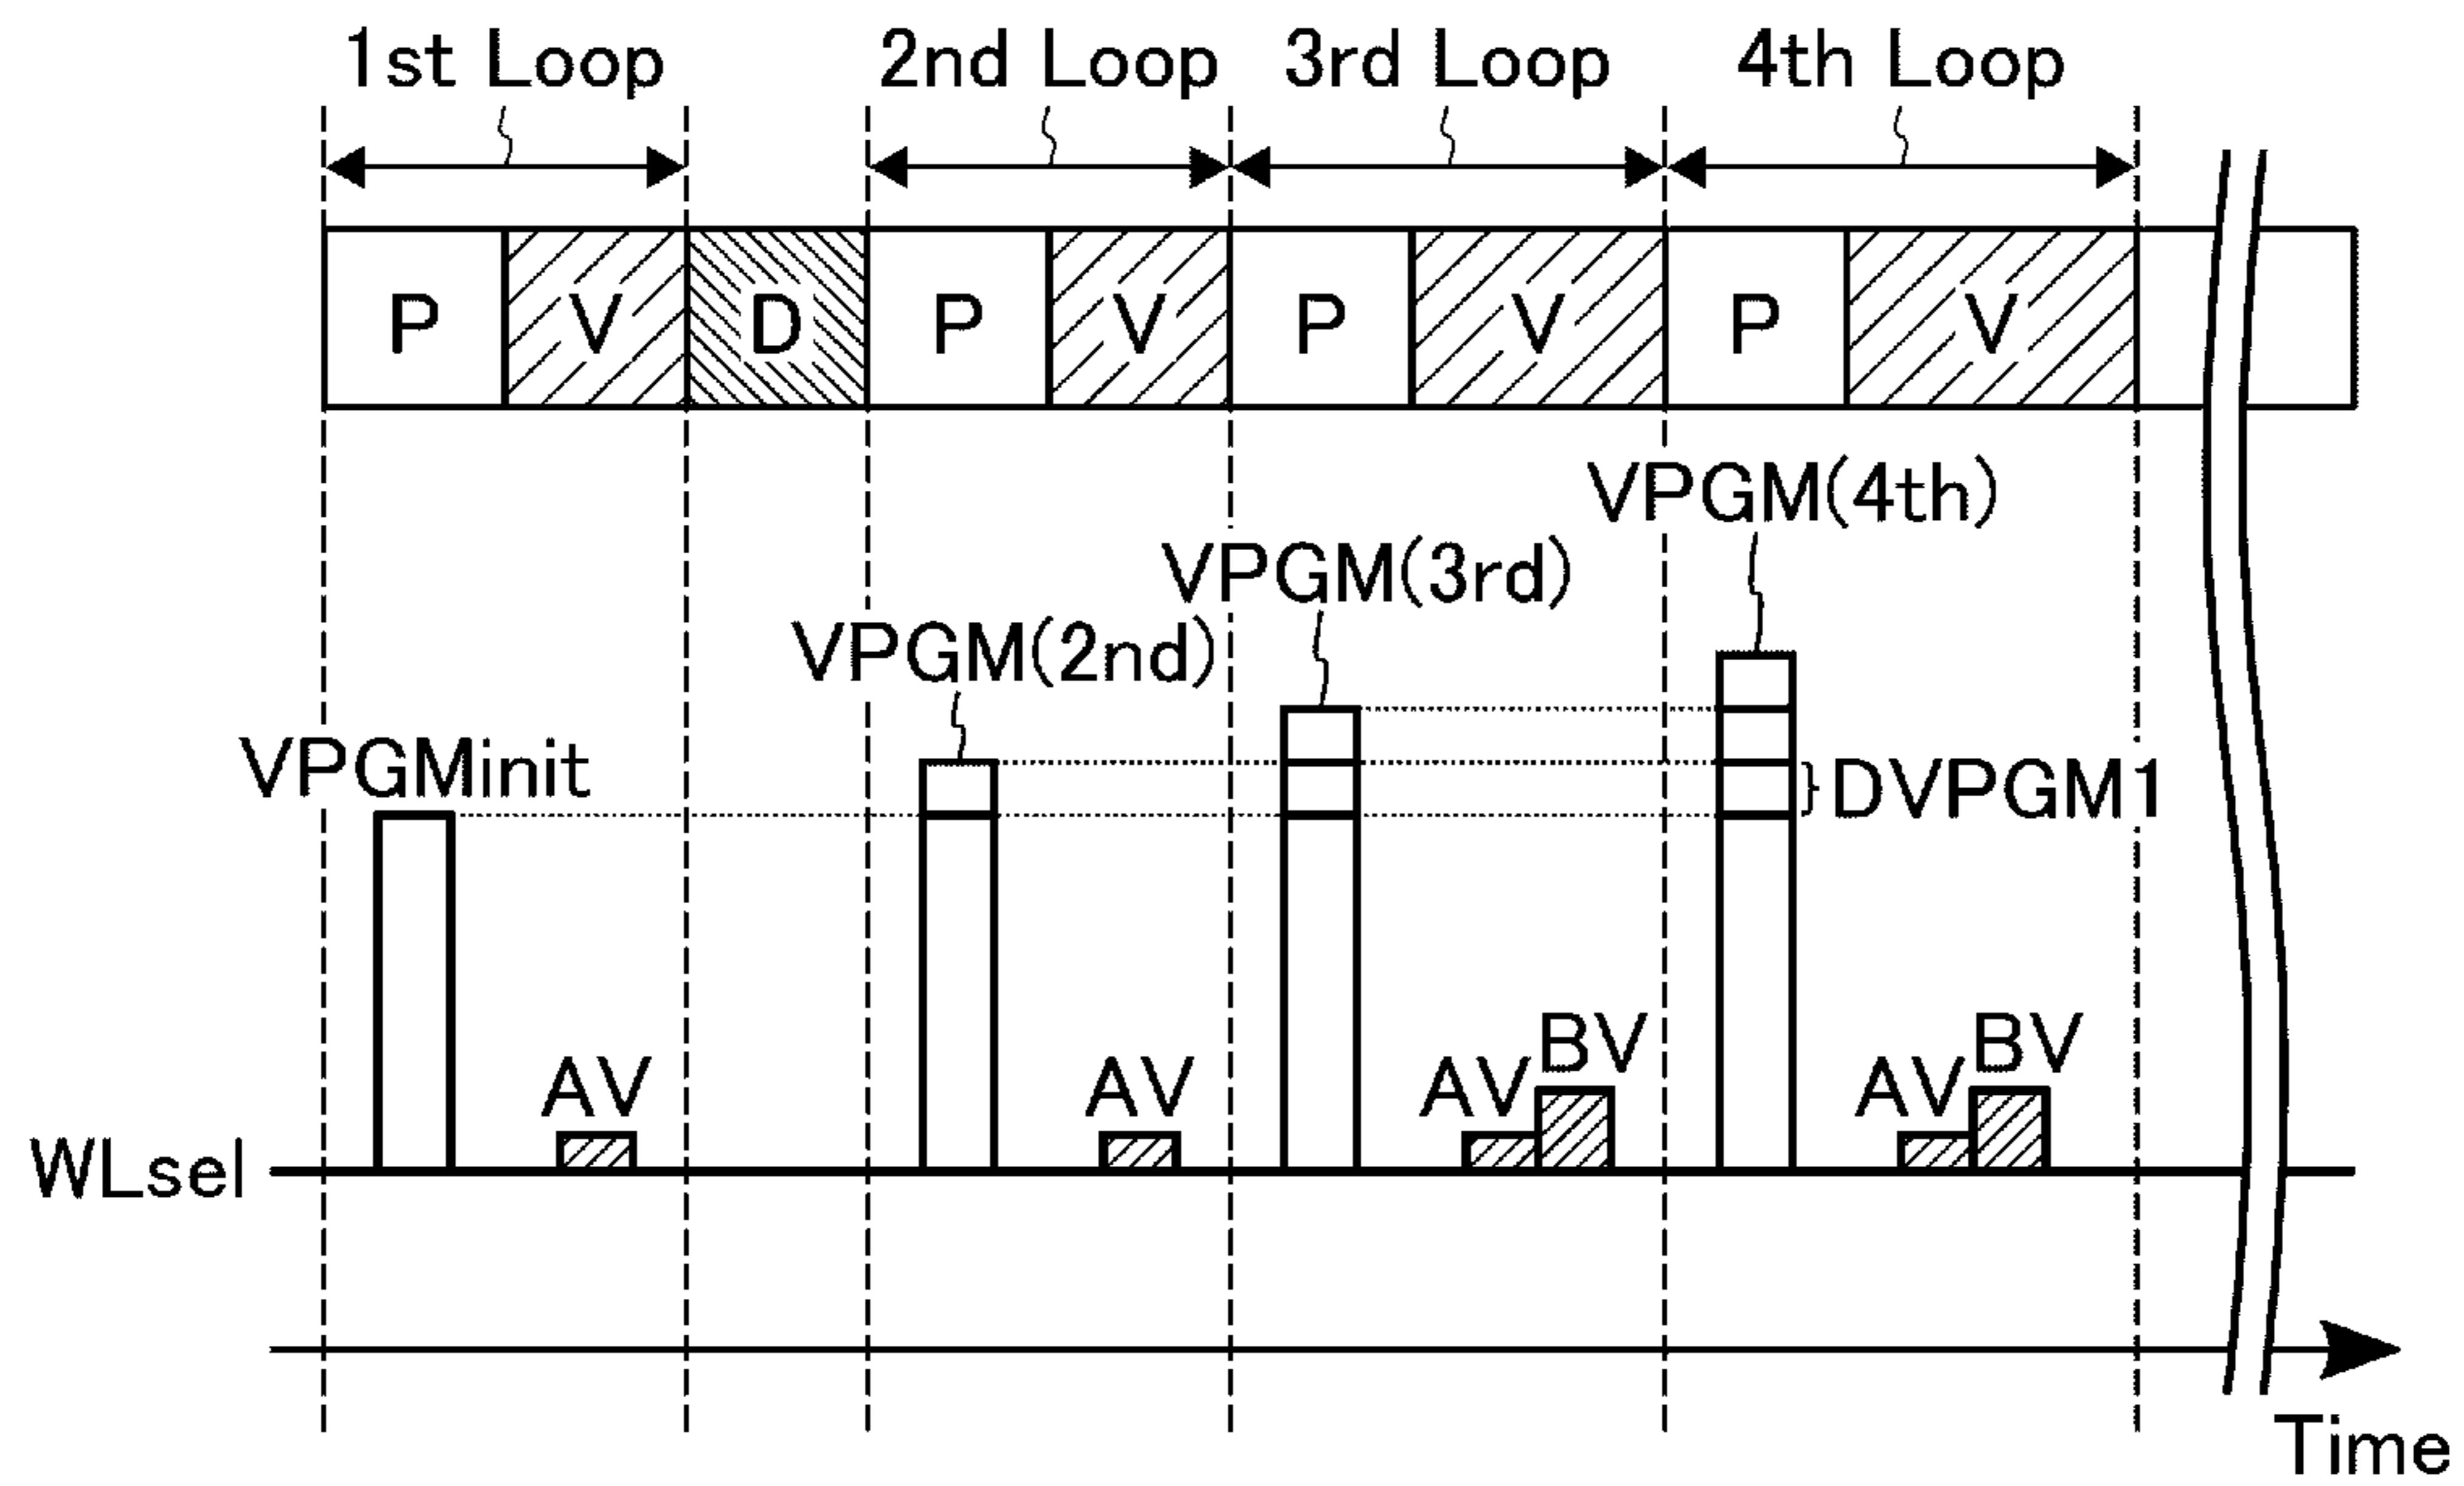 1st Loop 2nd Loop 3rd Loop 4th Loop
P V D P V P V P V
VPGM(4th)
VPGM(3rd)
VPGM(2nd)
VPGMinit
DVPGM1
BV BV
AV AV AV AV
WLsel
Time